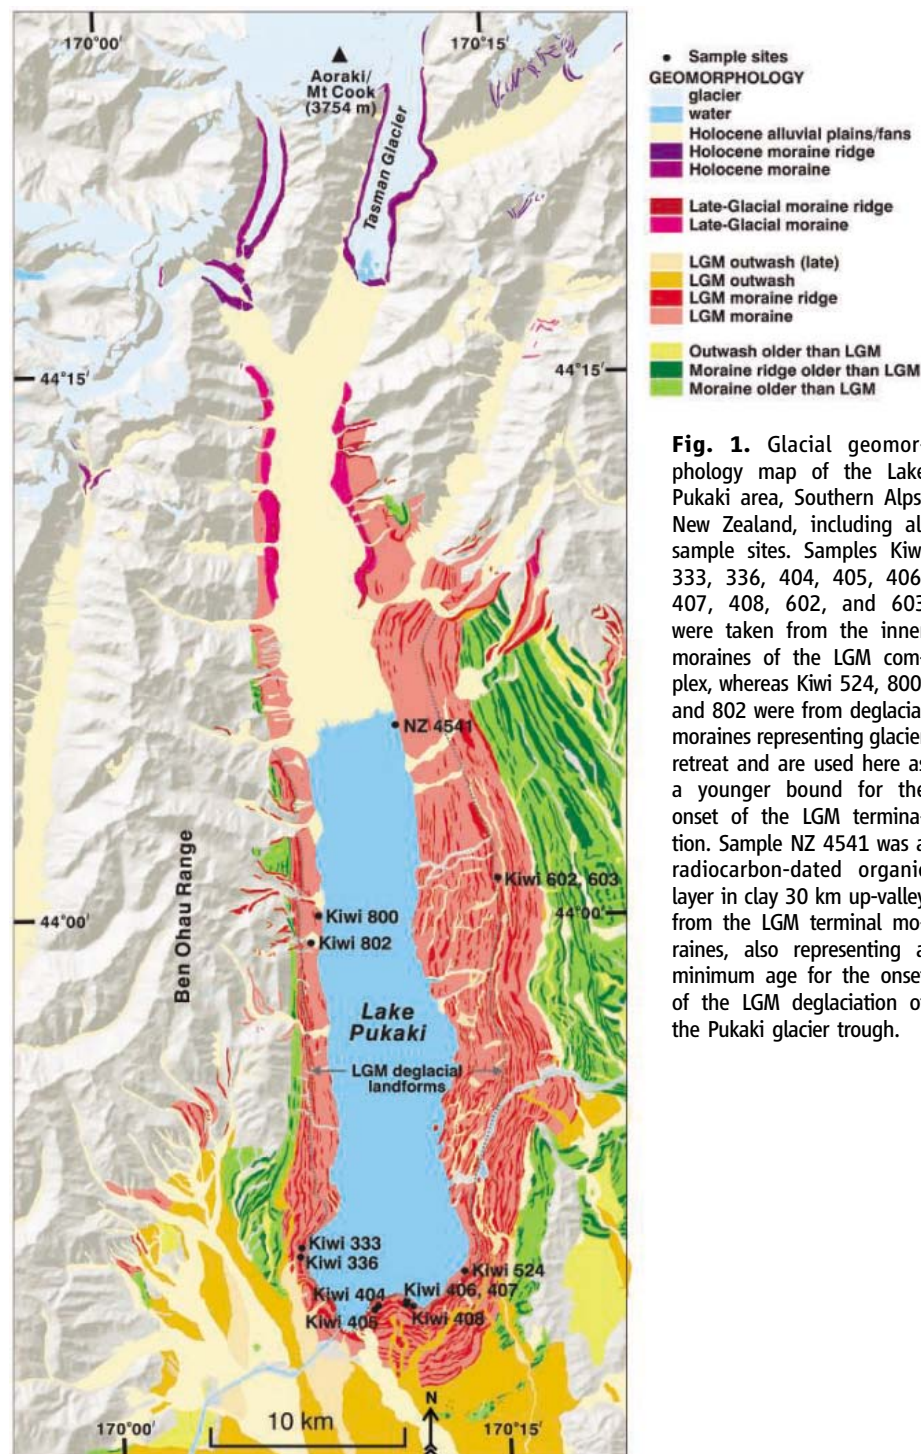 170°00'
170°15'
Aoraki/
Mt Cook
(3754 m)
Tasman Glacier
44°15'
44°15'
NZ 4541
Kiwi 602, 603
44°00'
44°00'
Kiwi 800
Kiwi 802
Ben Ohau Range
Lake
Pukaki
LGM deglacial
landforms
Kiwi 333
Kiwi 336
Kiwi 524
Kiwi 404
Kiwi 406, 407
Kiwi 405
Kiwi 408
N
10 km
170°00'
170°15'
Sample sites
GEOMORPHOLOGY
glacier
water
Holocene alluvial plains/fans
Holocene moraine ridge
Holocene moraine
Late-Glacial moraine ridge
Late-Glacial moraine
LGM outwash (late)
LGM outwash
LGM moraine ridge
LGM moraine
Outwash older than LGM
Moraine ridge older than LGM
Moraine older than LGM
Fig. 1. Glacial geomor-
phology map of the Lake
Pukaki area, Southern Alps
New Zealand, including al
sample sites. Samples Kiw
333, 336, 404, 405, 406
407, 408, 602, and 603
were taken from the inner
moraines of the LGM com-
plex, whereas Kiwi 524, 800
and 802 were from deglacial
moraines representing glacier
retreat and are used here as
a younger bound for the
onset of the LGM termina-
tion. Sample NZ 4541 was a
radiocarbon-dated organic
layer in clay 30 km up-valley
from the LGM terminal mo-
raines, also representing a
minimum age for the onset
of the LGM deglaciation of
the Pukaki glacier trough.